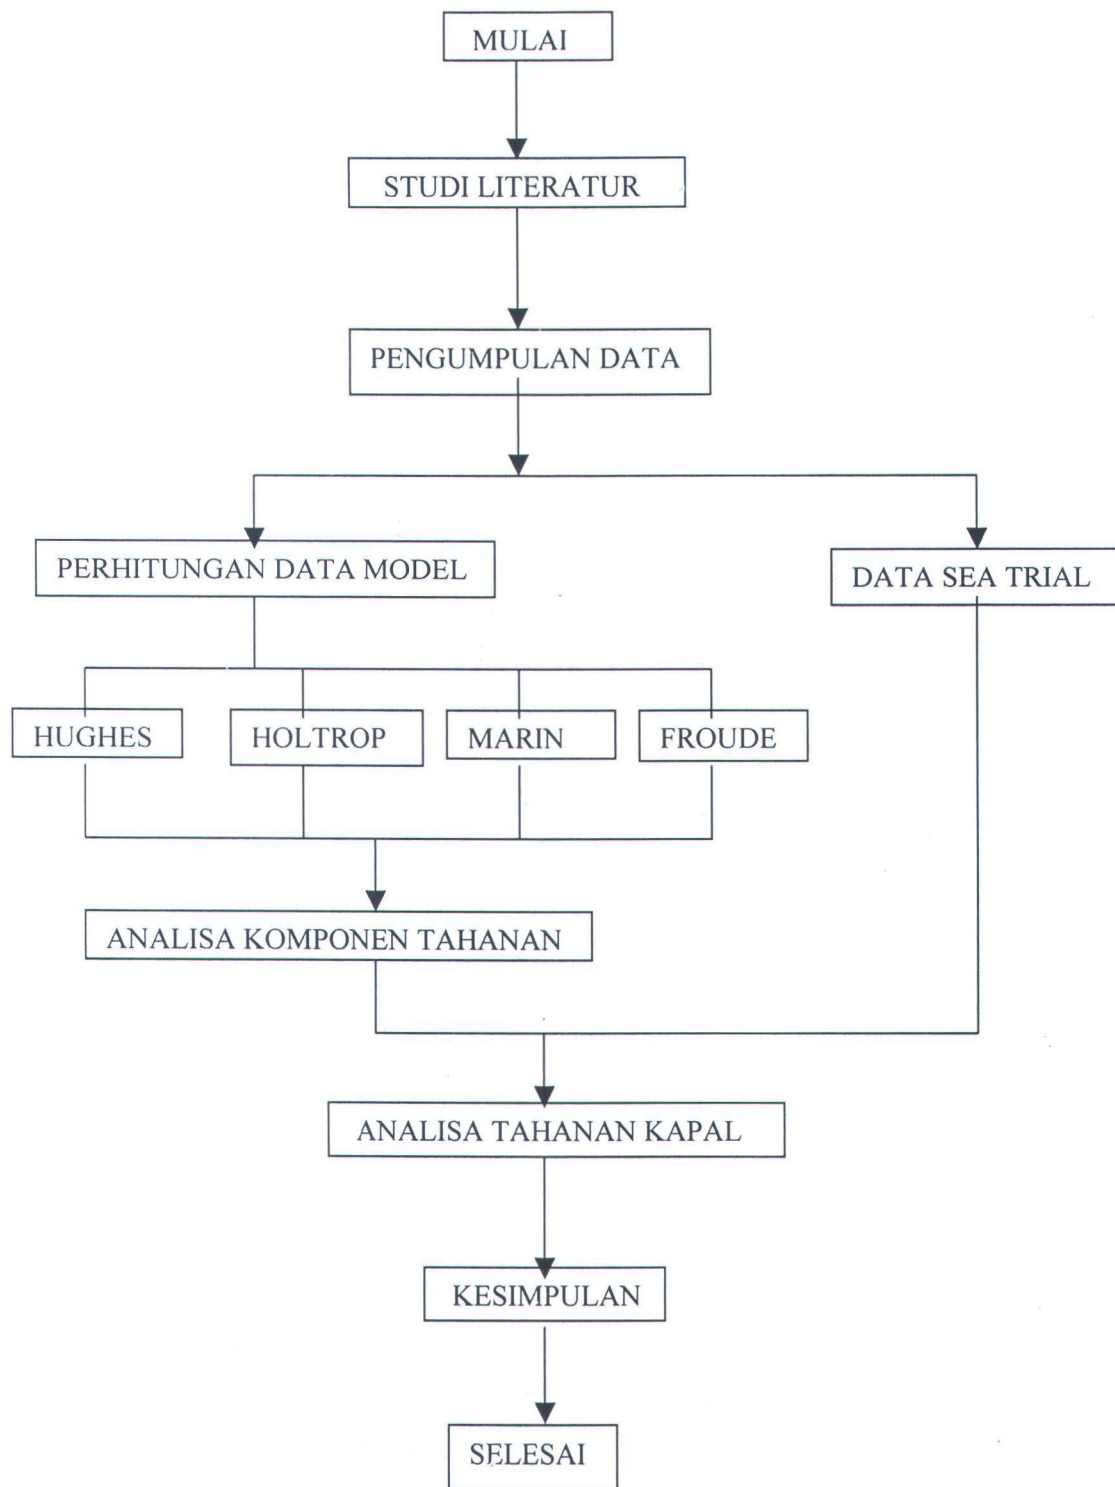 MULAI
STUDI LITERATUR
PENGUMPULAN DATA
PERHITUNGAN DATA MODEL
DATA SEA TRIAL
HUGHES
HOLTROP
MARIN
FROUDE
ANALISA KOMPONEN TAHANAN
ANALISA TAHANAN KAPAL
KESIMPULAN
SELESAI